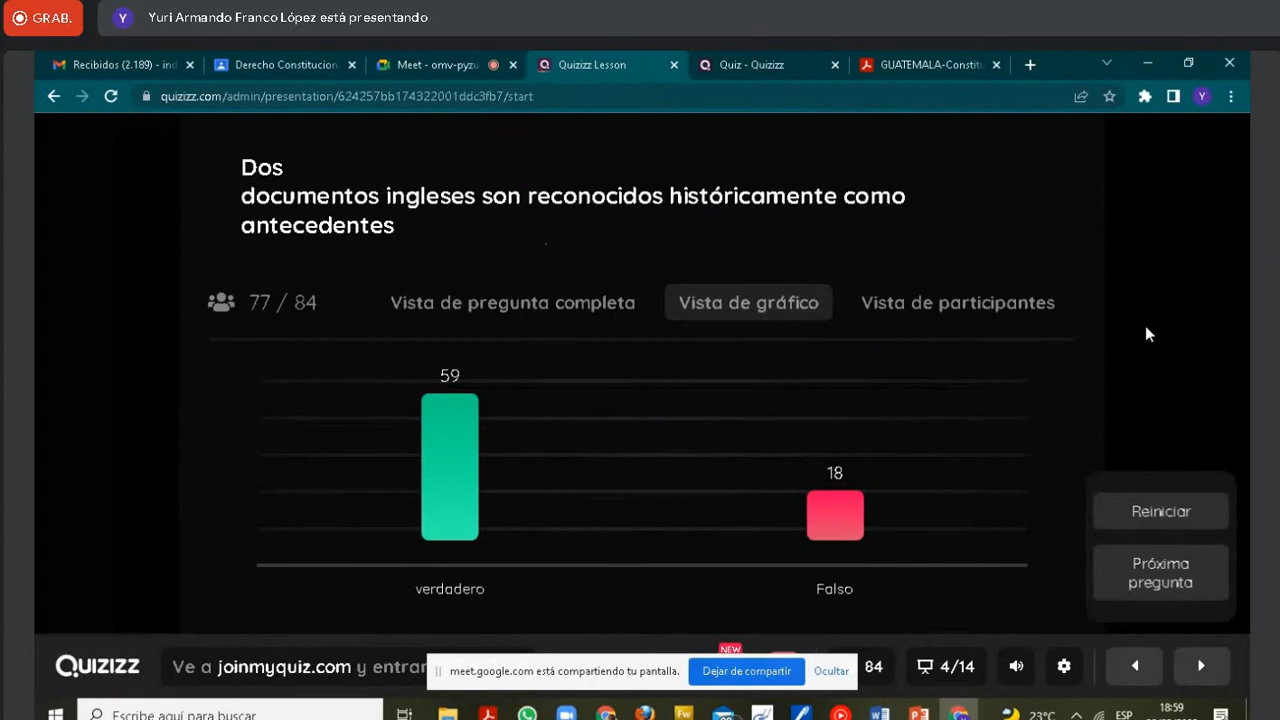 GRAB.
Y
Yuri Armando Franco López está presentando
Recibidos (2.189) - ind
Derecho Constitucion
Meet - omv-pyzu
Quizizz Lesson
Quiz - Quizizz
GUATEMALA-Constitu
quizizz.com/admin/presentation/624257bb174322001ddc3fb7/start
Y
Dos
documentos ingleses son reconocidos históricamente como
antecedentes
77 / 84
Vista de pregunta completa
Vista de gráfico
Vista de participantes
59
18
verdadero
Falso
Reiniciar
Próxima
pregunta
QUIZIZZ
Ve a joinmyquiz.com y entrar
NEW
meet.google.com está compartiendo tu pantalla.
Dejar de compartir
Ocultar
84
4/14
Escribe aquí para buscar
Fw
23°C
ESP
18:59